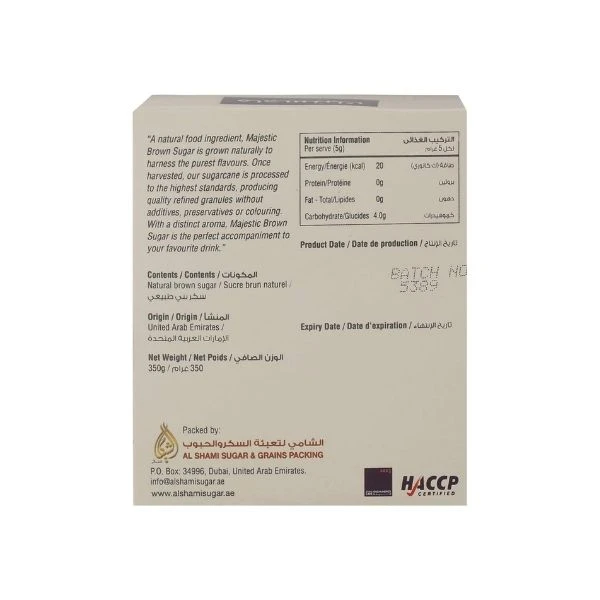 "A natural food ingredient, Majestic
Brown Sugar is grown naturally to
harness the purest flavours. Once
harvested, our sugarcane is processed
to the highest standards, producing
quality refined granules without
additives, preservatives or colouring.
With a distinct aroma, Majestic Brown
Sugar is the perfect accompaniment to
your favourite drink."
Contents / Contents / المكونات
Natural brown sugar / Sucre brun naturel /
سكر بني طبيعي
Origin / Origin / المنشأ
United Arab Emirates /
الإمارات العربية المتحدة
Net Weight / Net Poids / الوزن الصافي
350g / غرام 350
Nutrition Information التركيب الغذائي
Per serve (5g) لكل 5 غرام
Energy/Énergie (kcal) 20 طاقة (ك كالوري)
Protein/Protéine 0g بروتين
Fat - Total/Lipides 0g دهون
Carbohydrate/Glucides 4.0g كربوهيدرات
Product Date / Date de production / تاريخ الإنتاج
BATCH NO
5389
Expiry Date / Date d'expiration / تاريخ الإنتهاء
Packed by:
الشامي لتعبئة السكر والحبوب
AL SHAMI SUGAR & GRAINS PACKING
P.O. Box: 34996, Dubai, United Arab Emirates.
info@alshamisugar.ae
www.alshamisugar.ae
HACCP
CERTIFIED